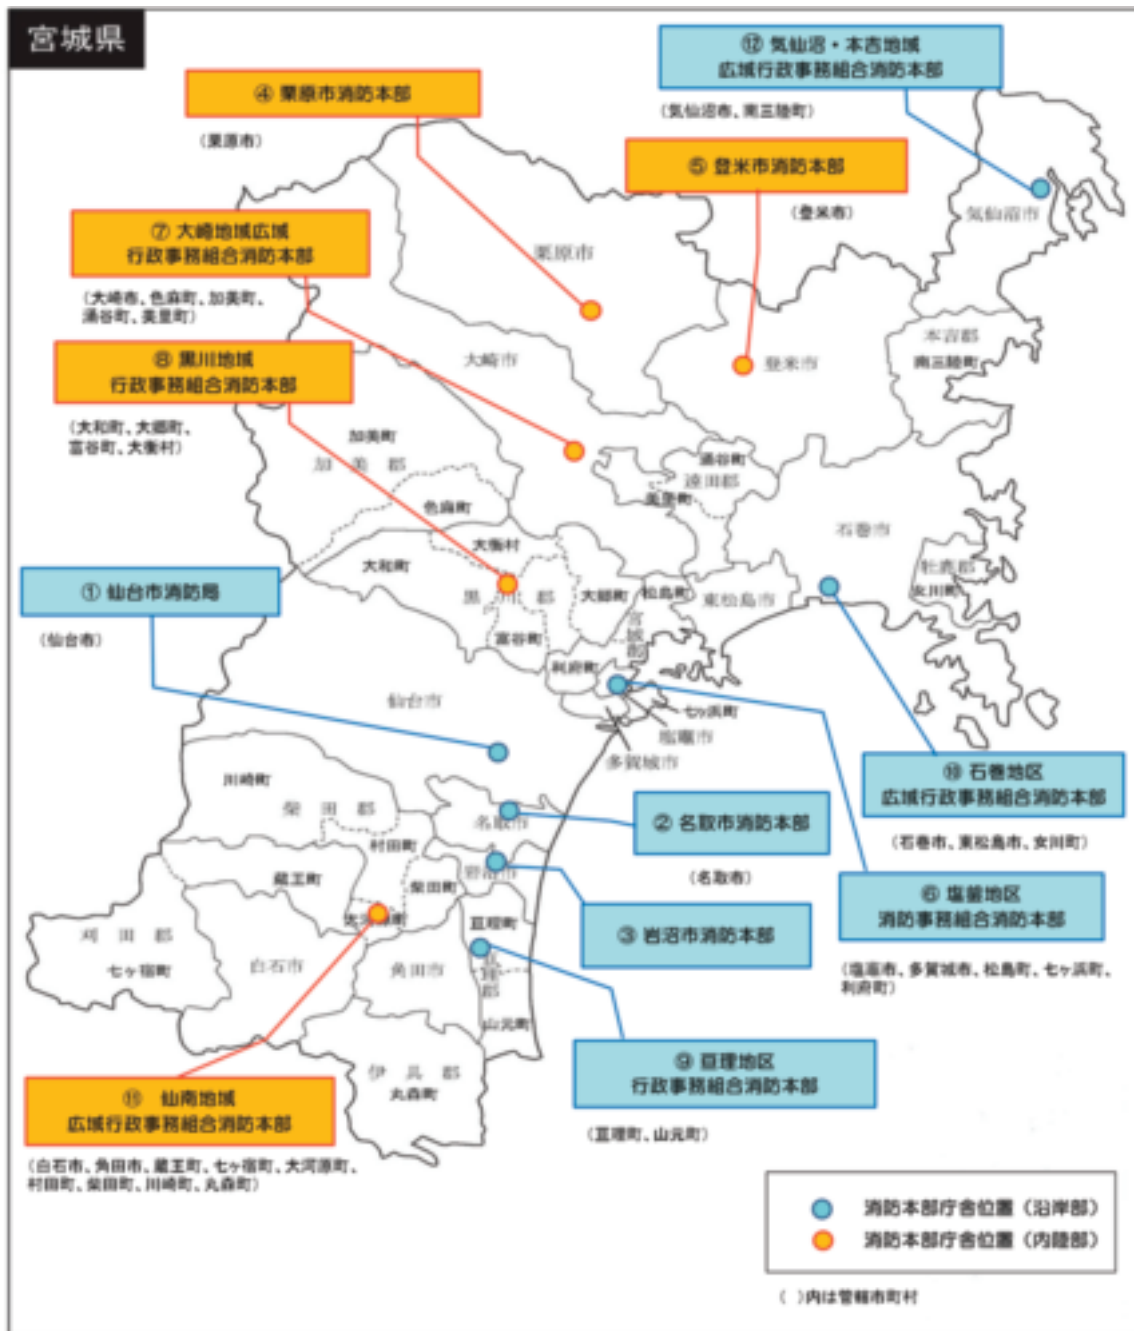 宮城県
⑫ 気仙沼・本吉地域
広域行政事務組合消防本部
(気仙沼市、南三陸町)
④ 栗原市消防本部
(栗原市)
⑤ 登米市消防本部
(登米市)
⑦ 大崎地域広域
行政事務組合消防本部
(大崎市、色麻町、加美町、
涌谷町、美里町)
⑧ 黒川地域
行政事務組合消防本部
(大和町、大郷町、
富谷町、大衡村)
① 仙台市消防局
(仙台市)
気仙沼市
栗原市
本吉郡
南三陸町
大崎市
登米市
加美町
加美郡
涌谷町
遠田郡
美里町
色麻町
石巻市
大衡村
大和町
牡鹿郡
女川町
黒川郡
大郷町
松島町
東松島市
宮城郡
富谷町
利府町
仙台市
七ヶ浜町
塩竈市
多賀城市
川崎町
柴田郡
名取市
村田町
蔵王町
柴田町
岩沼市
大河原町
亘理町
刈田郡
七ヶ宿町
白石市
角田市
亘理郡
山元町
伊具郡
丸森町
⑩ 石巻地区
広域行政事務組合消防本部
(石巻市、東松島市、女川町)
② 名取市消防本部
(名取市)
⑥ 塩釜地区
消防事務組合消防本部
(塩竈市、多賀城市、松島町、七ヶ浜町、
利府町)
③ 岩沼市消防本部
⑨ 亘理地区
行政事務組合消防本部
(亘理町、山元町)
⑪ 仙南地域
広域行政事務組合消防本部
(白石市、角田市、蔵王町、七ヶ宿町、大河原町、
村田町、柴田町、川崎町、丸森町)
消防本部庁舎位置(沿岸部)
消防本部庁舎位置(内陸部)
( )内は管轄市町村